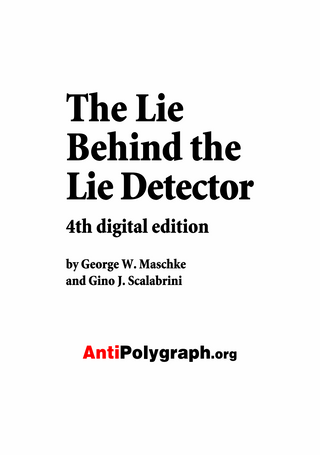 The Lie
Behind the
Lie Detector
4th digital edition
by George W. Maschke
and Gino J. Scalabrini
AntiPolygraph.org